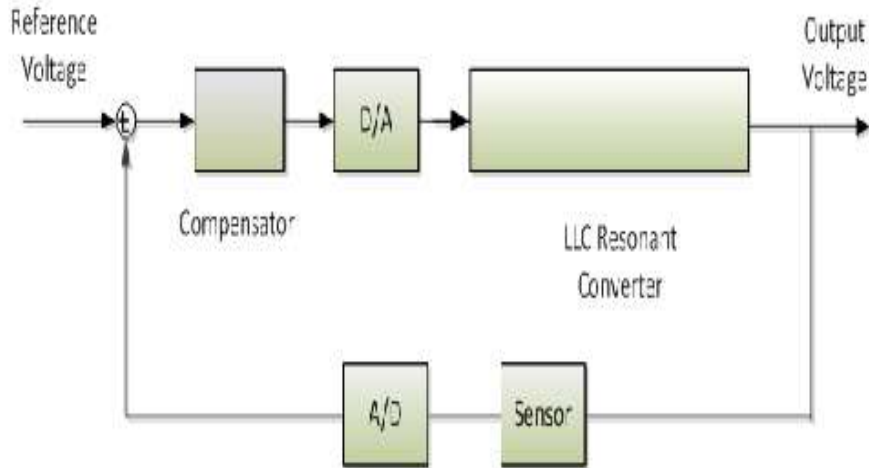 Reference
Voltage
Output
Voltage
D/A
Compensator
LLC Resonant
Converter
A/D
Sensor